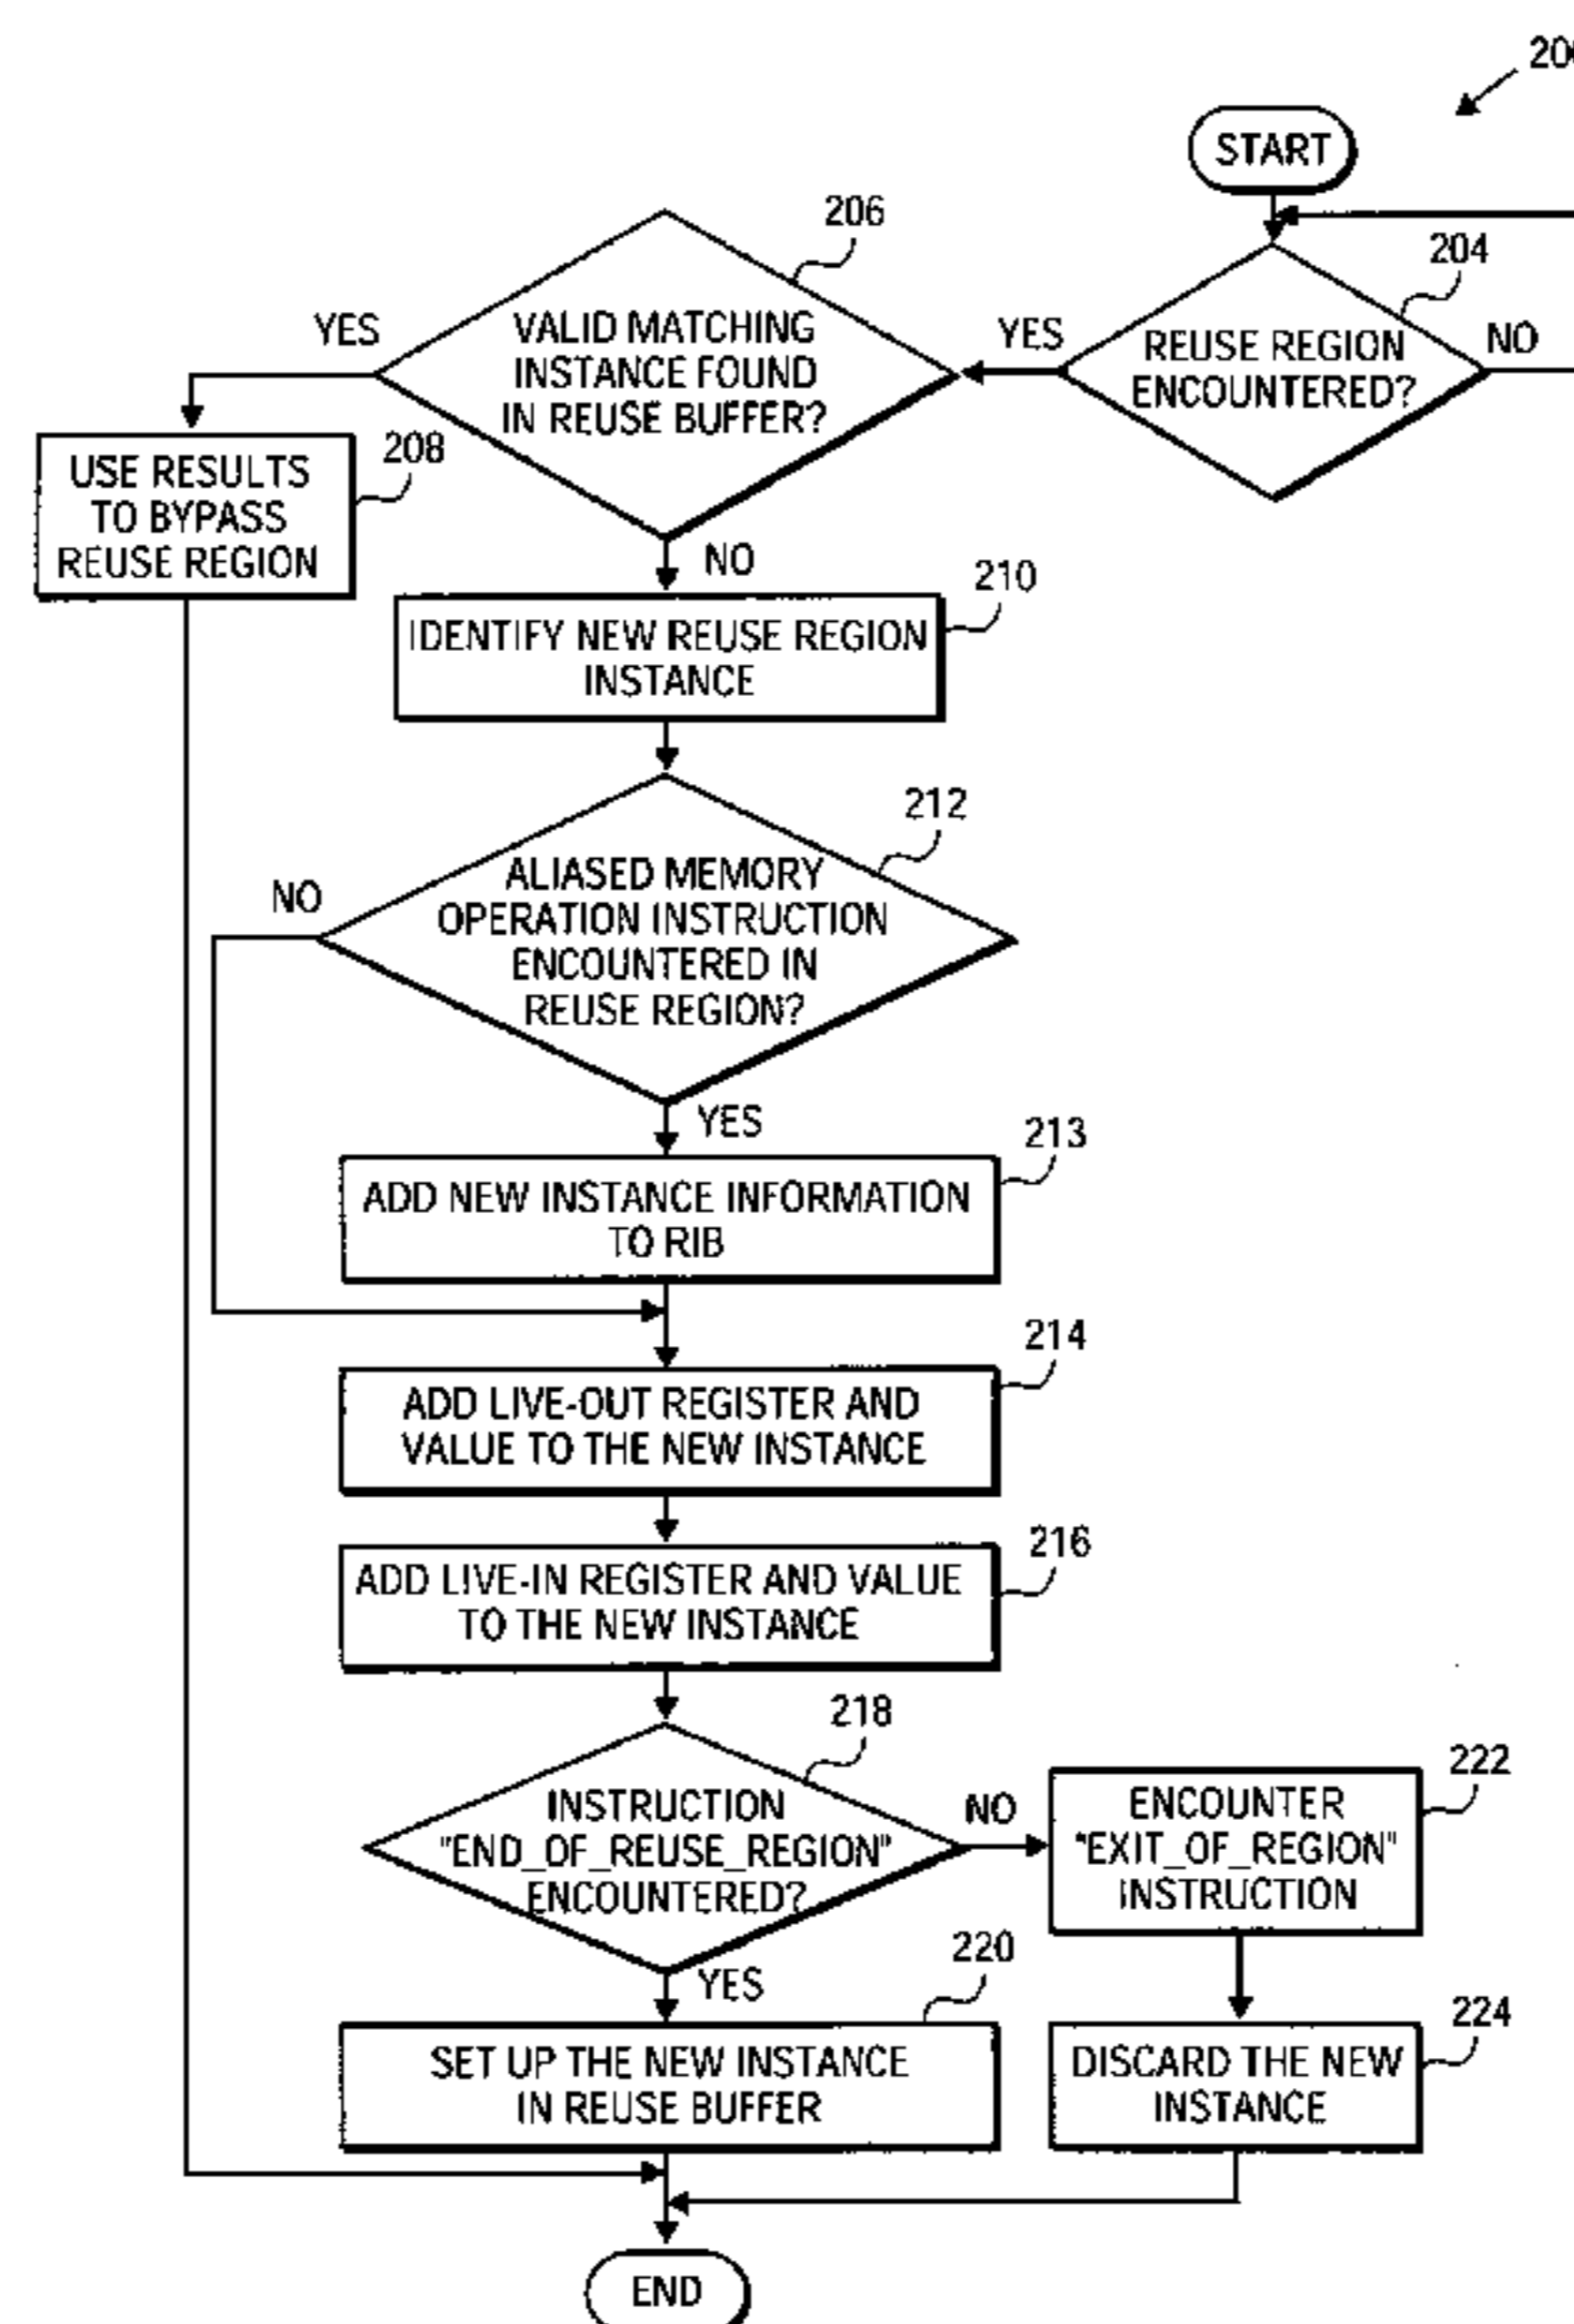 START
206
204
YES
VALID MATCHING
INSTANCE FOUND
IN REUSE BUFFER?
YES
REUSE REGION
ENCOUNTERED?
NO
USE RESULTS
TO BYPASS
REUSE REGION
208
NO
210
IDENTIFY NEW REUSE REGION
INSTANCE
212
NO
ALIASED MEMORY
OPERATION INSTRUCTION
ENCOUNTERED IN
REUSE REGION?
YES
213
ADD NEW INSTANCE INFORMATION
TO RIB
214
ADD LIVE-OUT REGISTER AND
VALUE TO THE NEW INSTANCE
216
ADD LIVE-IN REGISTER AND VALUE
TO THE NEW INSTANCE
218
INSTRUCTION
"END_OF_REUSE_REGION"
ENCOUNTERED?
NO
222
ENCOUNTER
"EXIT_OF_REGION"
INSTRUCTION
YES
220
SET UP THE NEW INSTANCE
IN REUSE BUFFER
224
DISCARD THE NEW
INSTANCE
END